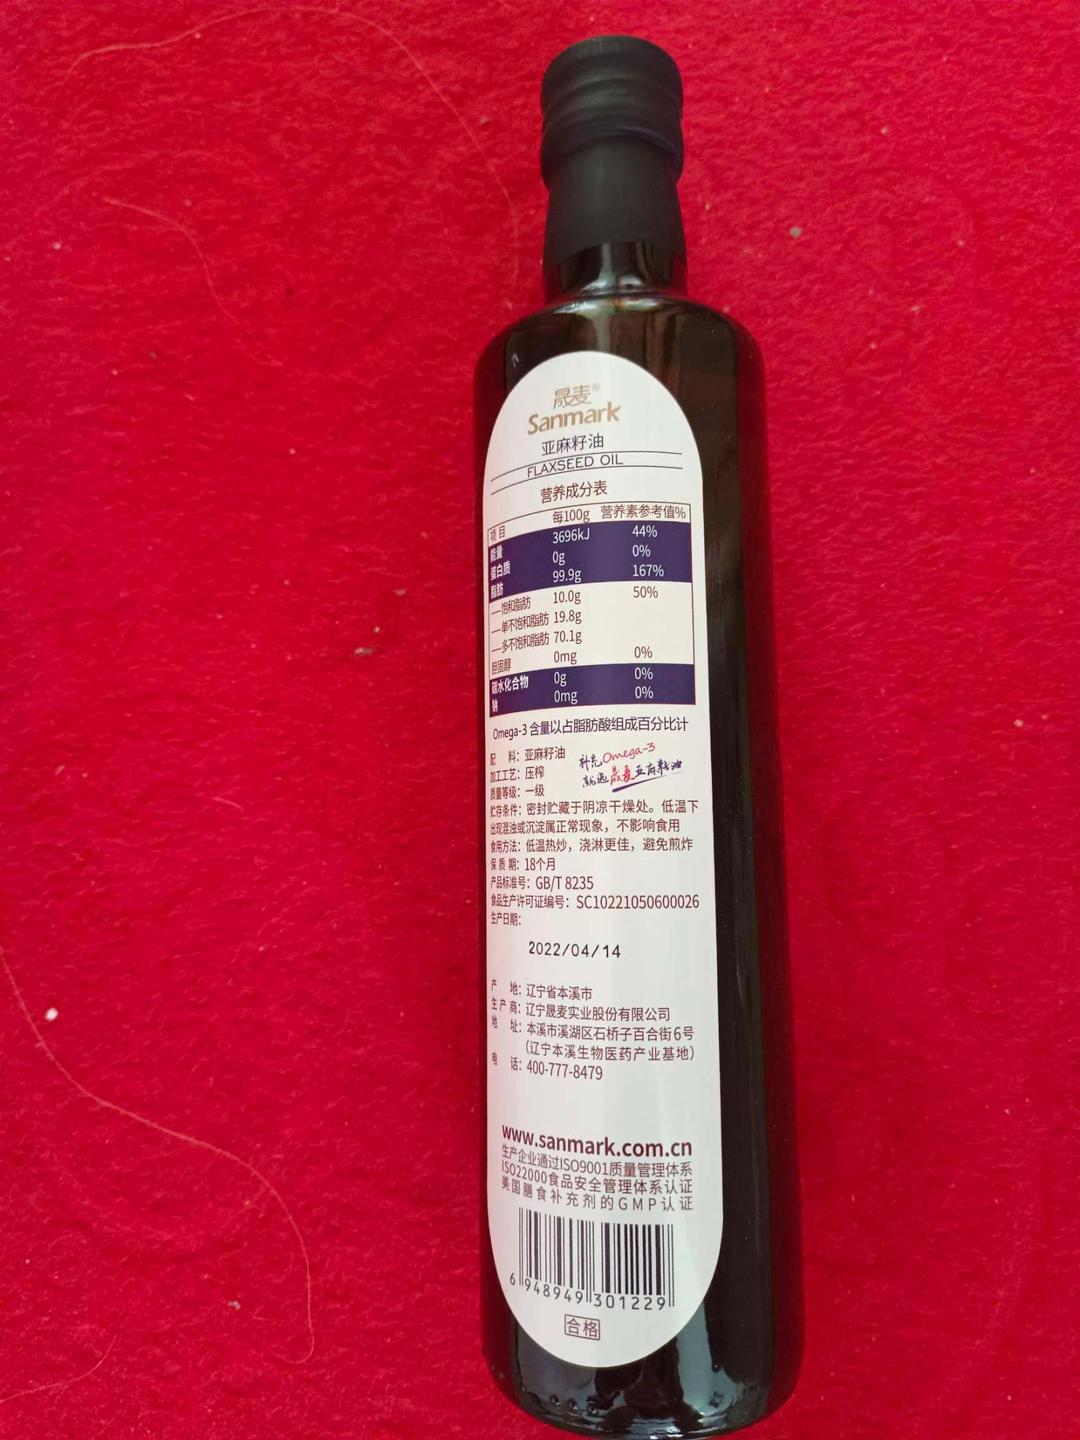 晟麦®
Sanmark
亚麻籽油
FLAXSEED OIL
营养成分表
项目 每100g 营养素参考值%
能量 3696kJ 44%
蛋白质 0g 0%
脂肪 99.9g 167%
——饱和脂肪 10.0g 50%
——单不饱和脂肪 19.8g
——多不饱和脂肪 70.1g
胆固醇 0mg 0%
碳水化合物 0g 0%
钠 0mg 0%
Omega-3 含量以占脂肪酸组成百分比计
配 料：亚麻籽油
补充Omega-3
加工工艺：压榨
就选晟麦亚麻籽油
质量等级：一级
贮存条件：密封贮藏于阴凉干燥处。低温下
出现混浊或沉淀属正常现象，不影响食用
食用方法：低温热炒，浇淋更佳，避免煎炸
保 质 期：18个月
产品标准号：GB/T 8235
食品生产许可证编号：SC10221050600026
生产日期：
2022/04/14
产 地：辽宁省本溪市
生 产 商：辽宁晟麦实业股份有限公司
地 址：本溪市溪湖区石桥子百合街6号
（辽宁本溪生物医药产业基地）
电 话：400-777-8479
www.sanmark.com.cn
生产企业通过ISO9001质量管理体系
ISO22000食品安全管理体系认证
美国膳食补充剂的GMP认证
6 948949 301229
合格